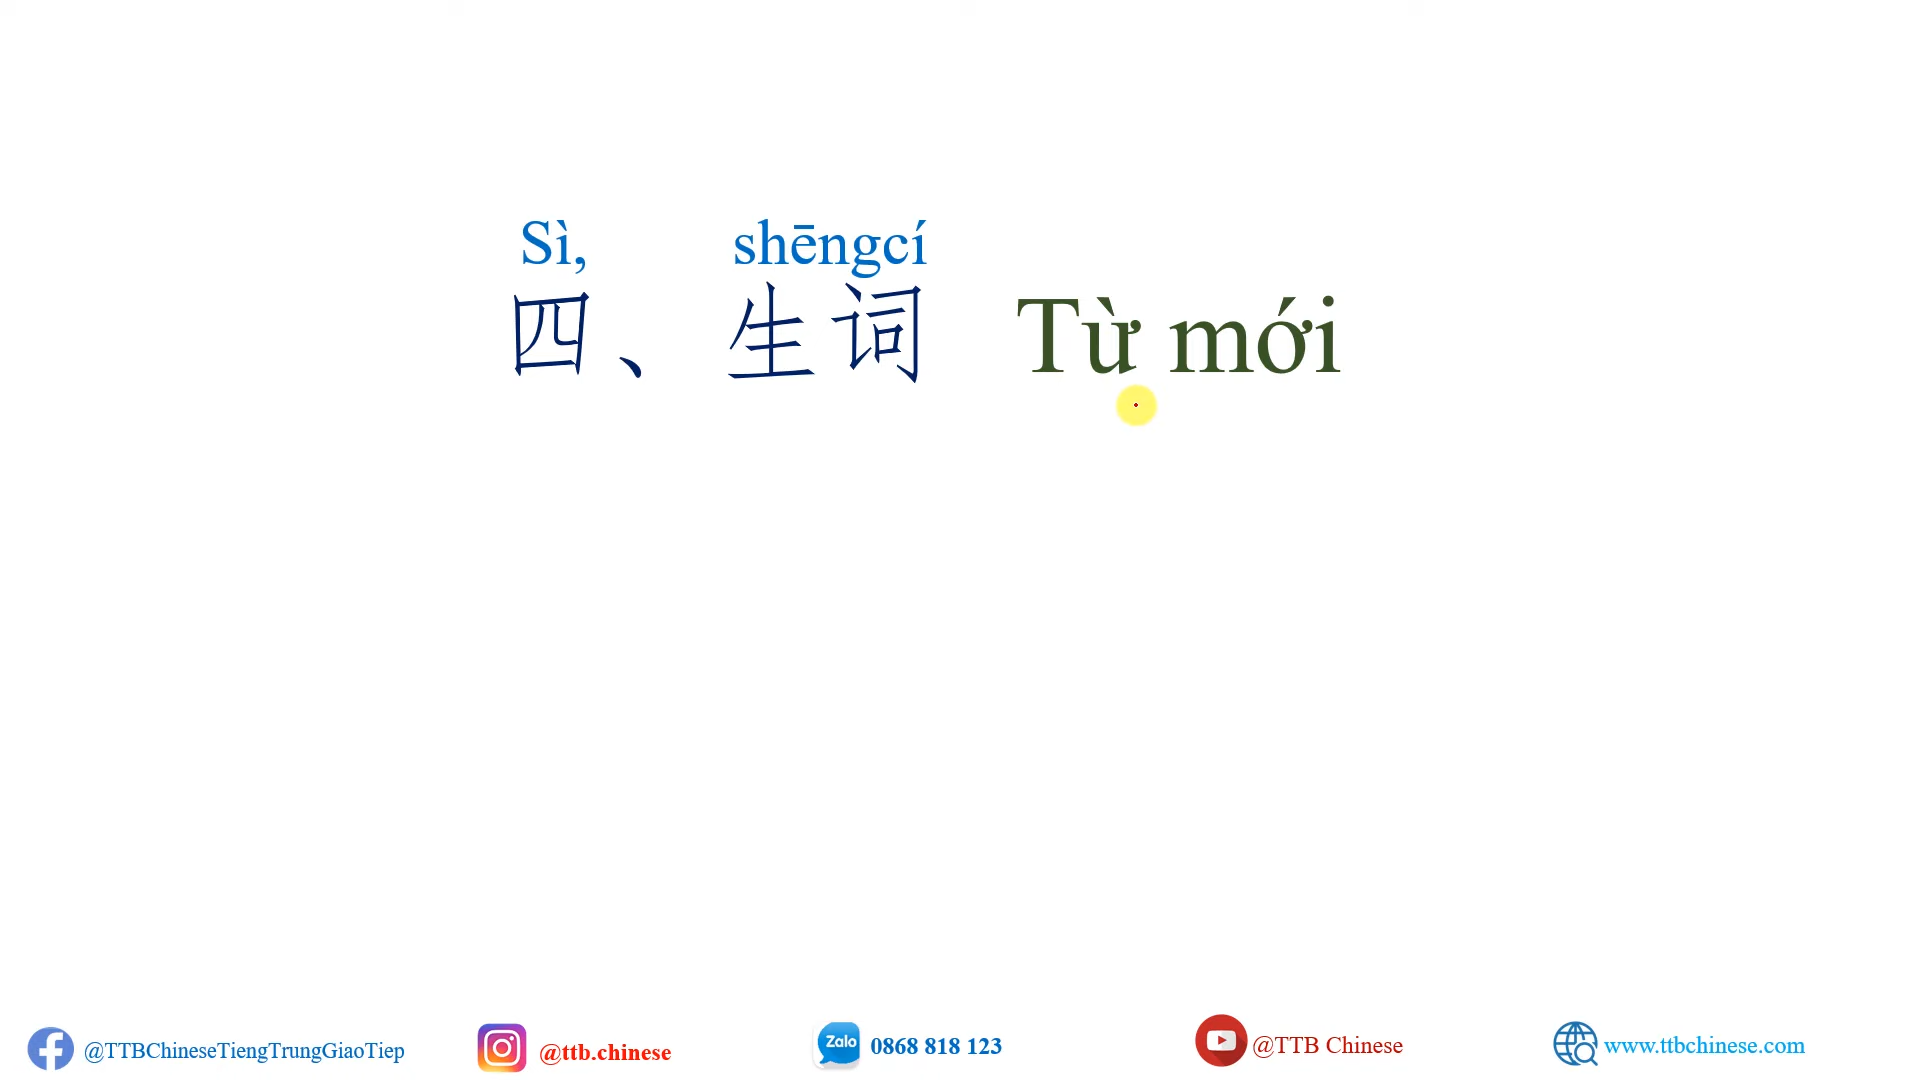 Sì, shēngcí
四、 生词 Từ mới
@TTBChineseTiengTrungGiaoTiep
@ttb.chinese
Zalo 0868 818 123
@TTB Chinese
www.ttbchinese.com